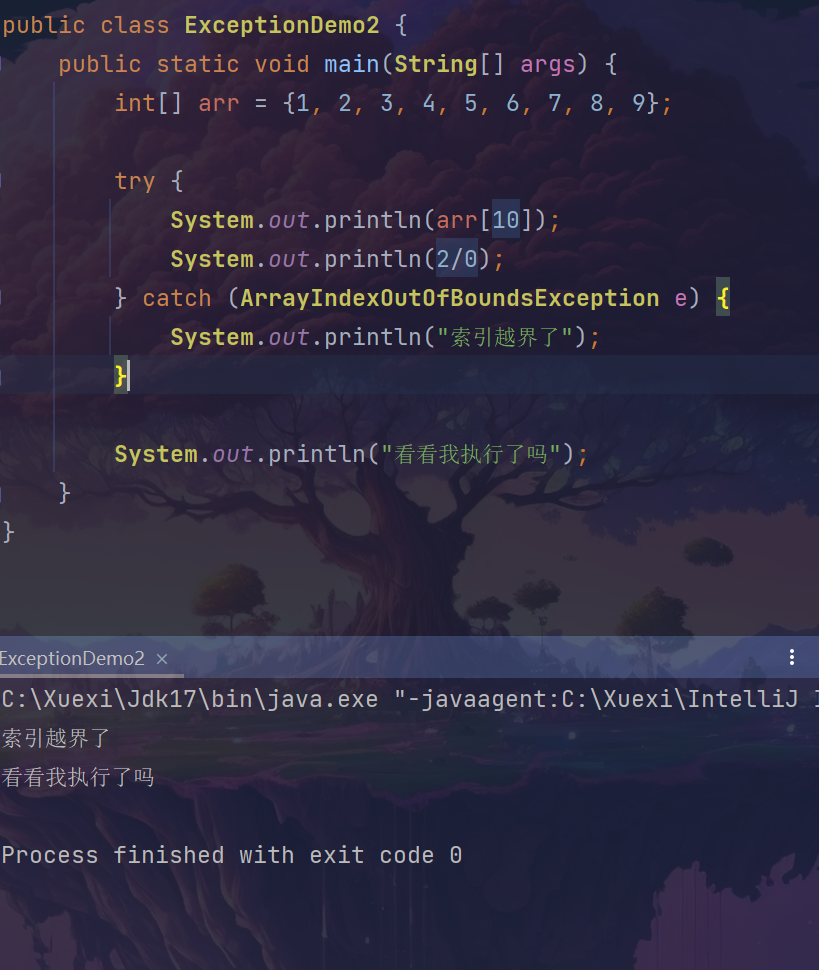 public class ExceptionDemo2 {
    public static void main(String[] args) {
        int[] arr = {1, 2, 3, 4, 5, 6, 7, 8, 9};
        try {
            System.out.println(arr[10]);
            System.out.println(2/0);
        } catch (ArrayIndexOutOfBoundsException e) {
            System.out.println("索引越界了");
        }
        System.out.println("看看我执行了吗");
    }
}
ExceptionDemo2 ×
C:\Xuexi\Jdk17\bin\java.exe "-javaagent:C:\Xuexi\IntelliJ
索引越界了
看看我执行了吗
Process finished with exit code 0